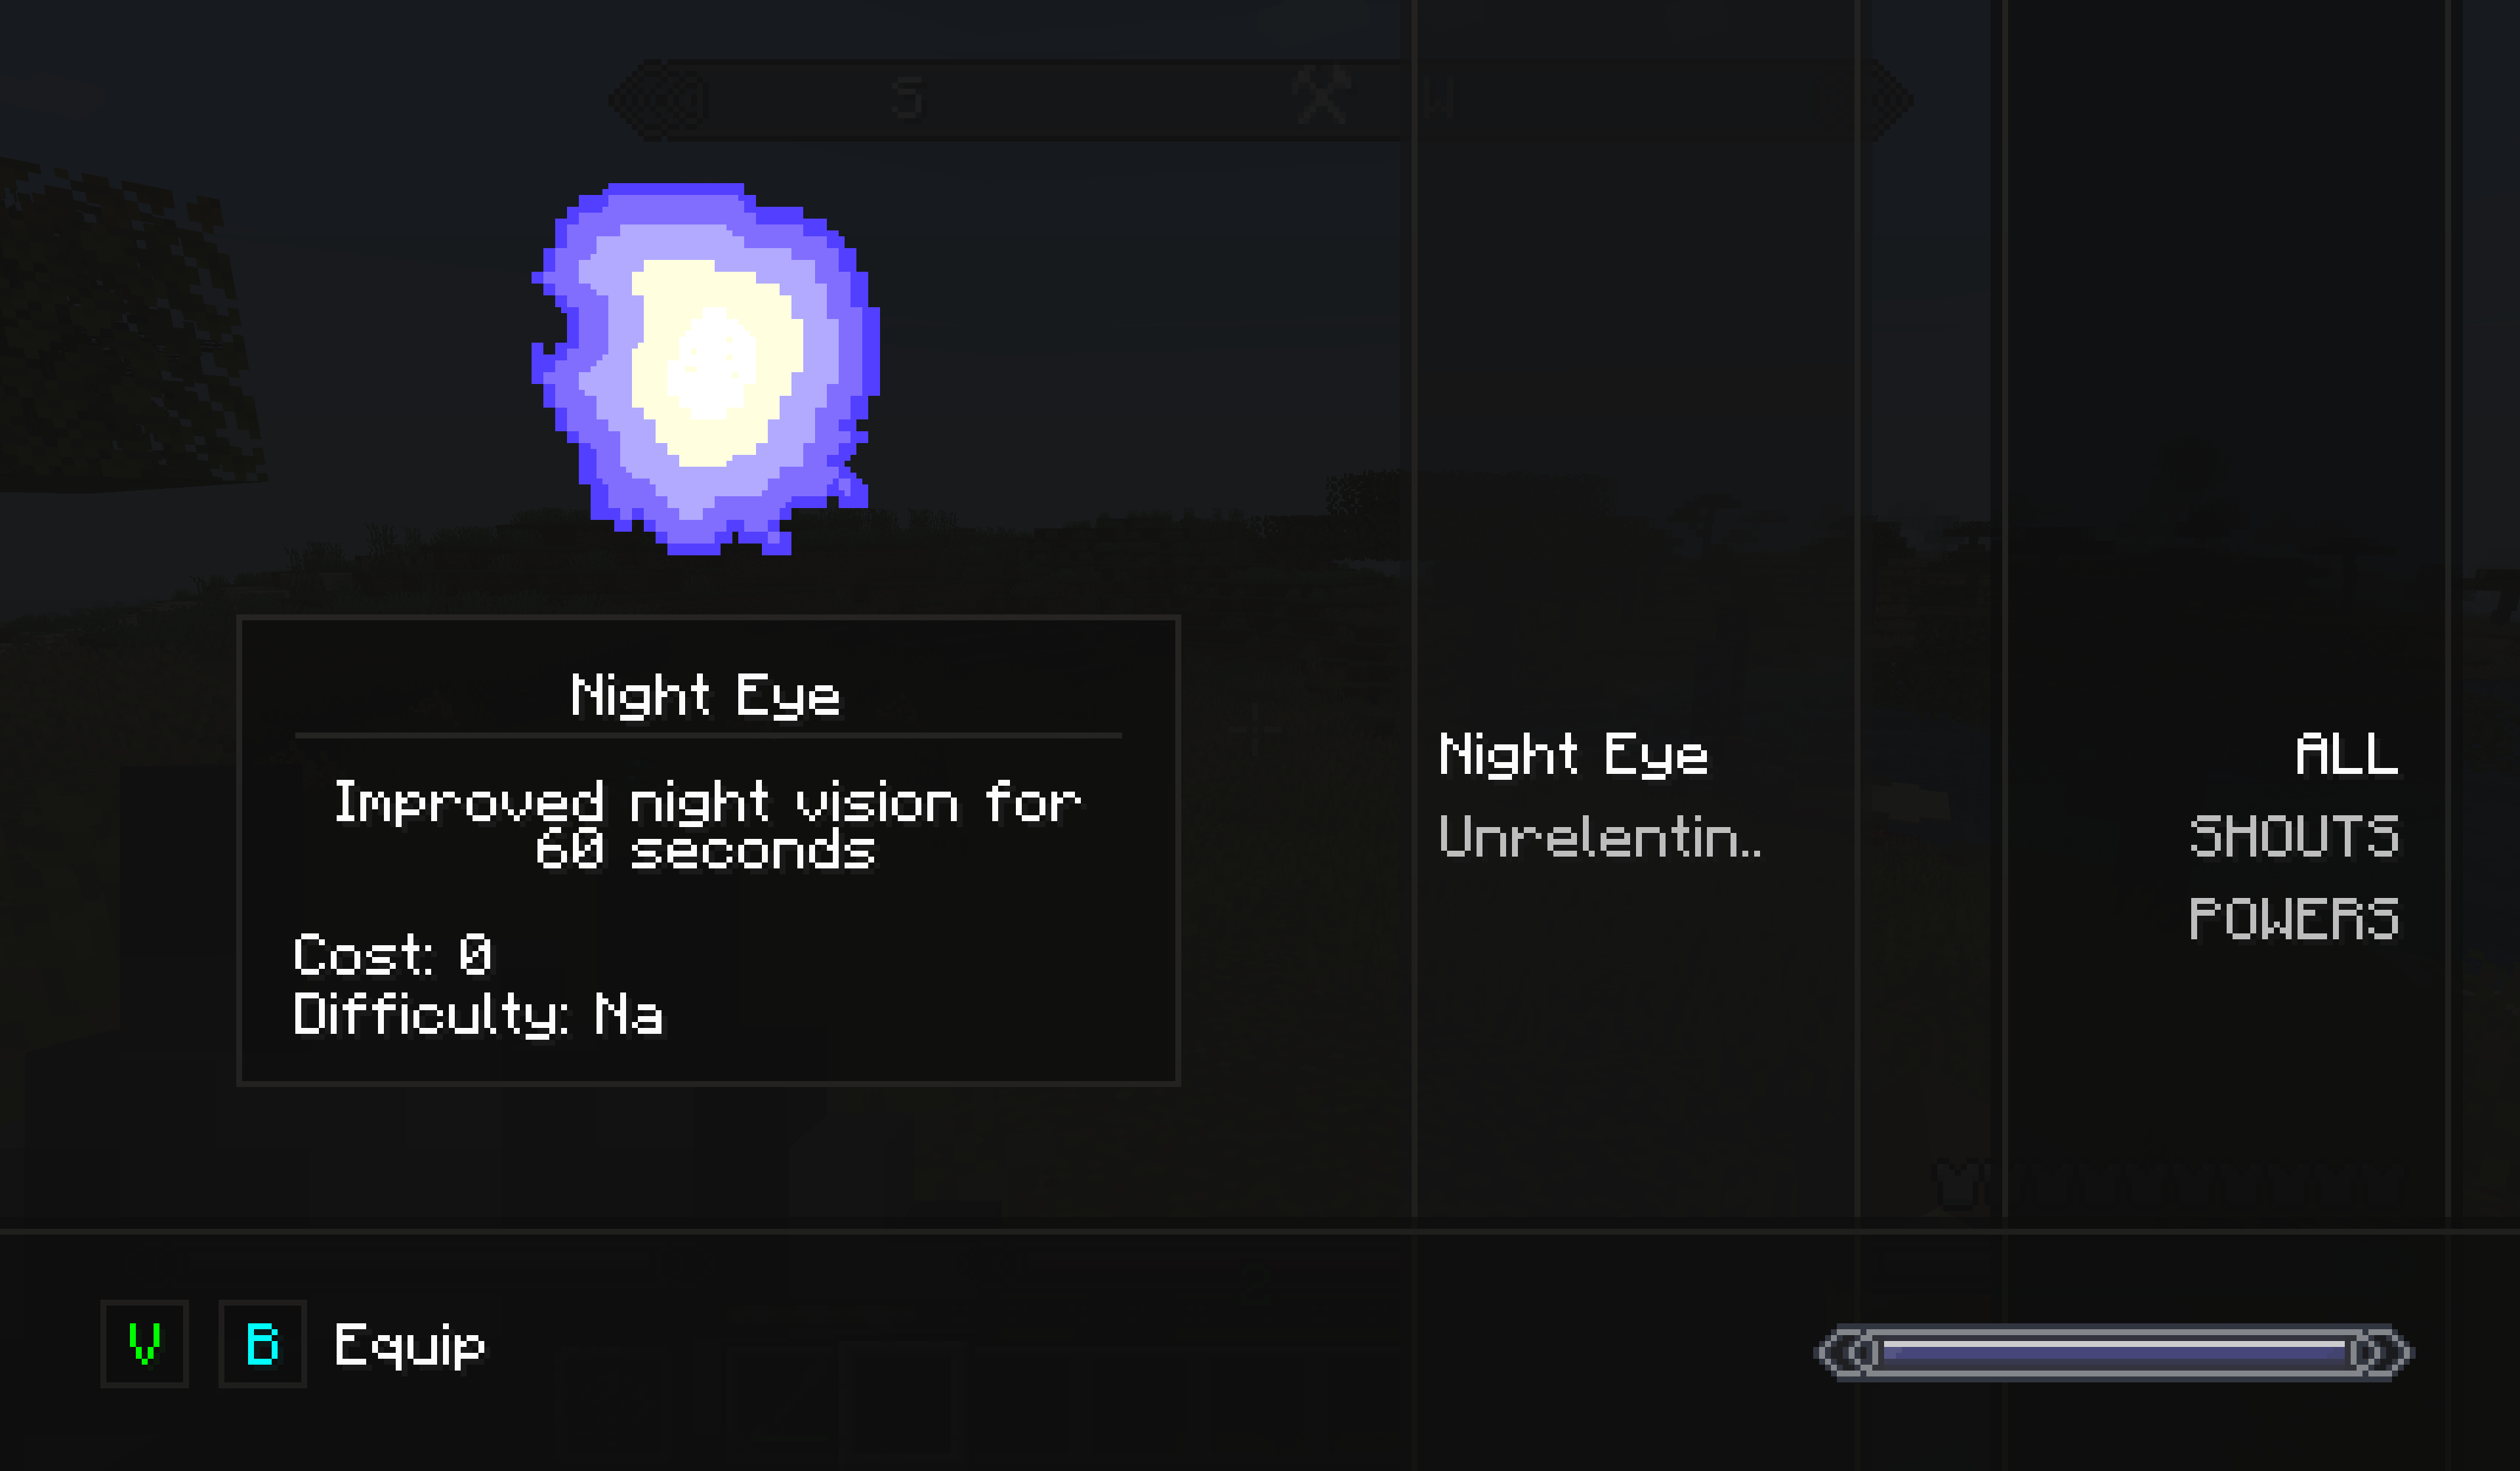 S
W
Night Eye
Improved night vision for
60 seconds
Cost: 0
Difficulty: Na
Night Eye
Unrelentin..
ALL
SHOUTS
POWERS
2
V B Equip